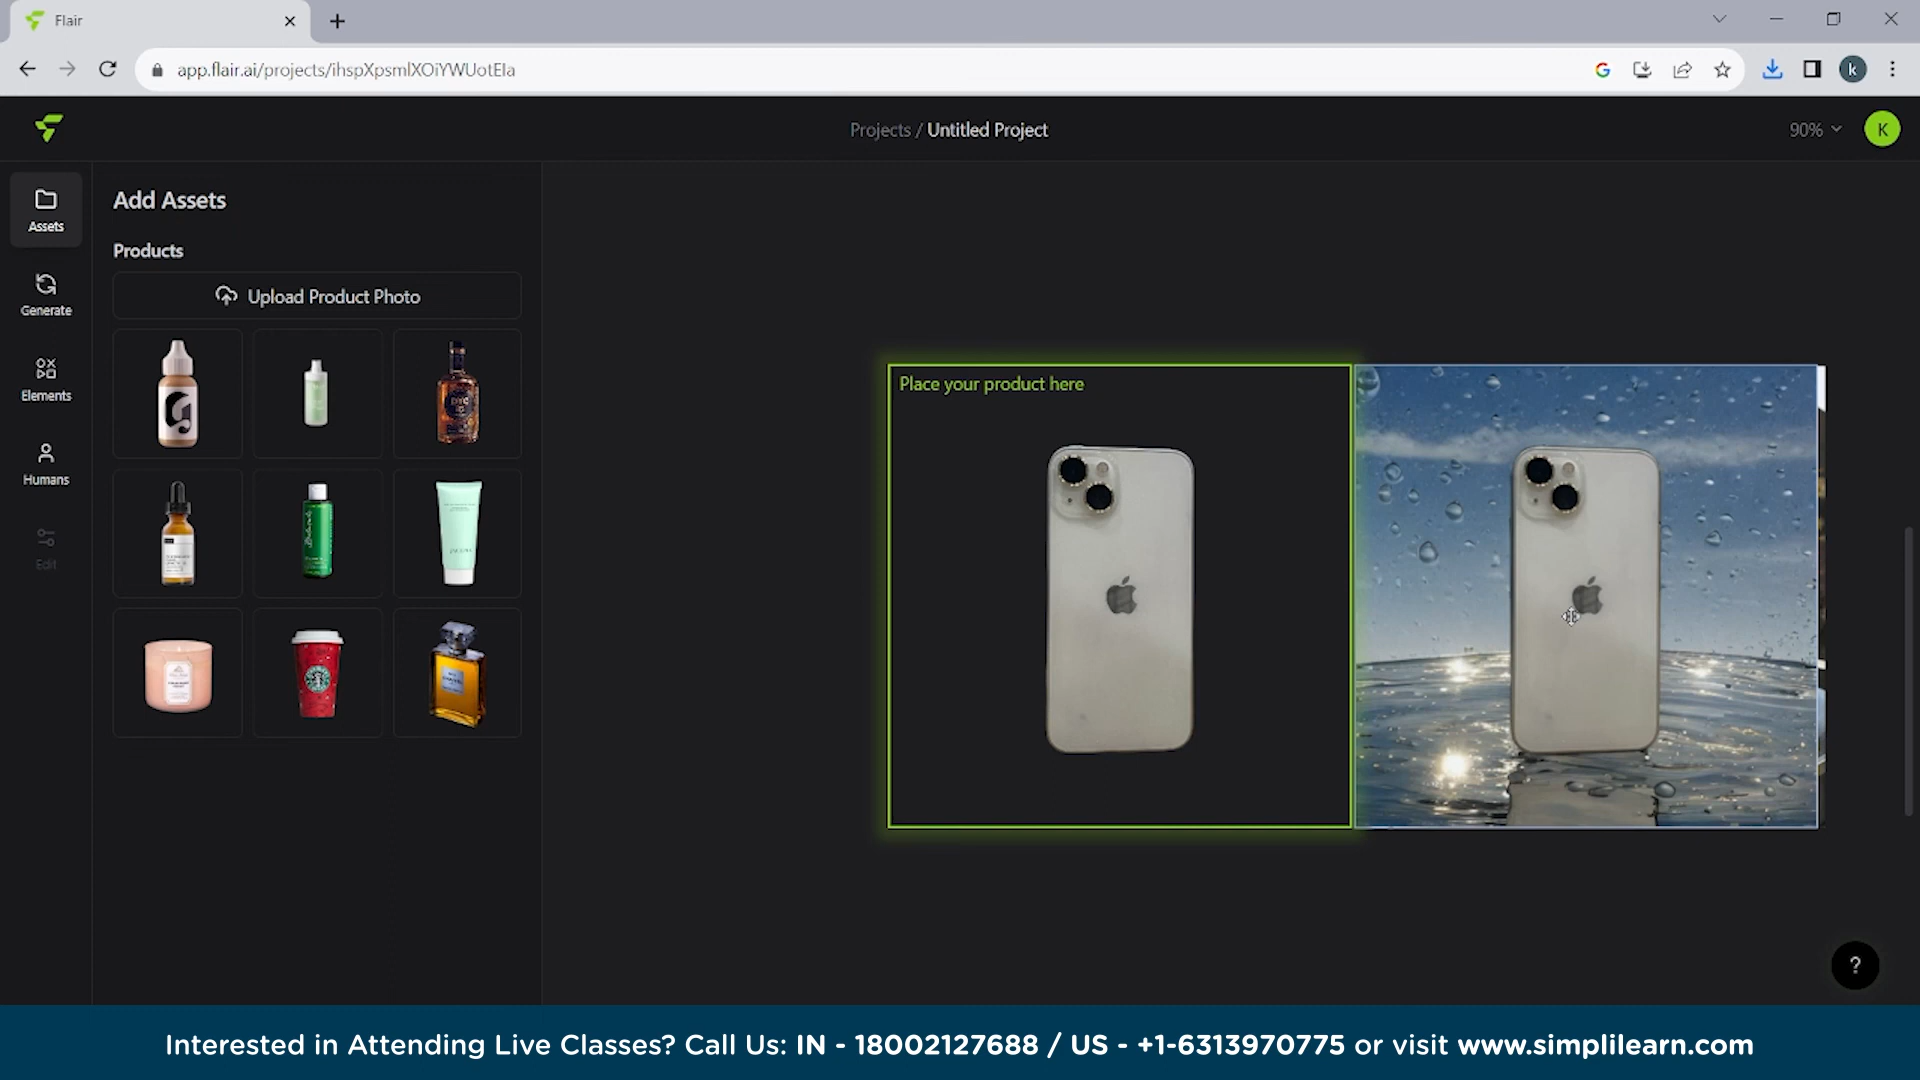 Flair
app.flair.ai/projects/ihspXpsmlXOiYWUotEla
k
Projects / Untitled Project
90%
K
Assets
Generate
Elements
Humans
Edit
Add Assets
Products
Upload Product Photo
Place your product here
?
Interested in Attending Live Classes? Call Us: IN - 18002127688 / US - +1-6313970775 or visit www.simplilearn.com